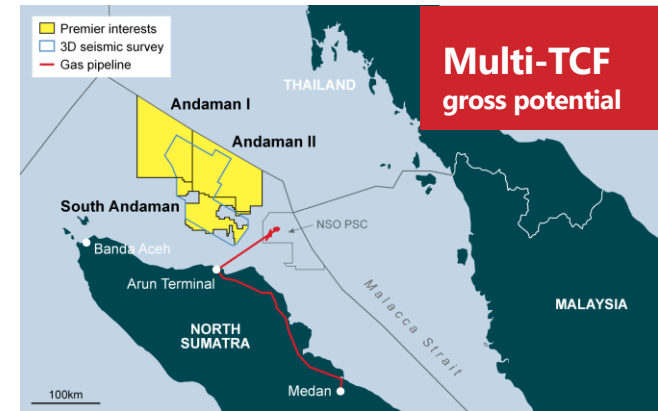 Premier interests
3D seismic survey
Gas pipeline
Multi-TCF
gross potential
THAILAND
Andaman I
Andaman II
South Andaman
NSO PSC
Banda Aceh
Arun Terminal
Malacca Strait
MALAYSIA
NORTH
SUMATRA
Medan
100km